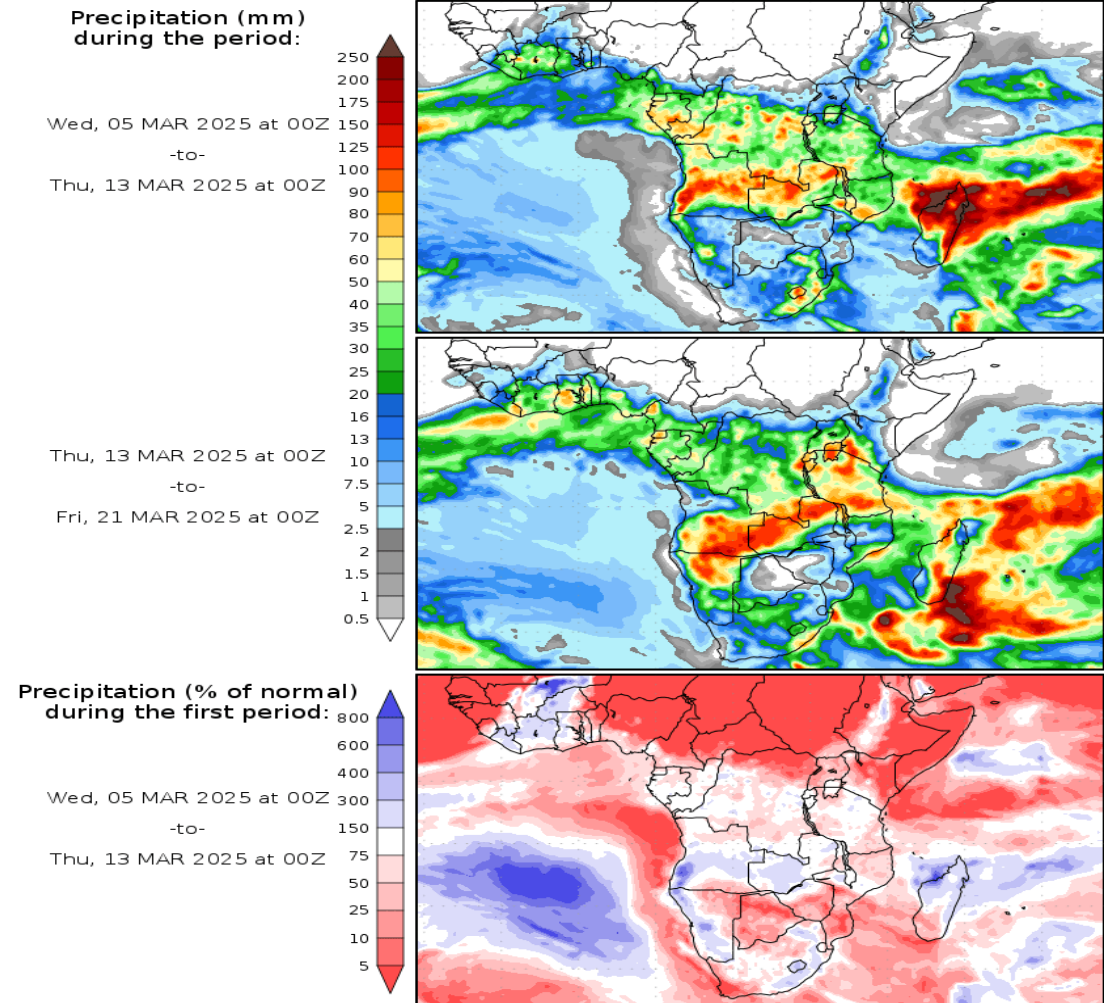 Precipitation (mm)
during the period:
Wed, 05 MAR 2025 at 00Z
-to-
Thu, 13 MAR 2025 at 00Z
250
200
175
150
125
100
90
80
70
60
50
40
35
30
25
20
16
13
10
7.5
5
2.5
2
1.5
1
0.5
Thu, 13 MAR 2025 at 00Z
-to-
Fri, 21 MAR 2025 at 00Z
Precipitation (% of normal)
during the first period:
Wed, 05 MAR 2025 at 00Z
-to-
Thu, 13 MAR 2025 at 00Z
800
600
400
300
150
75
50
25
10
5